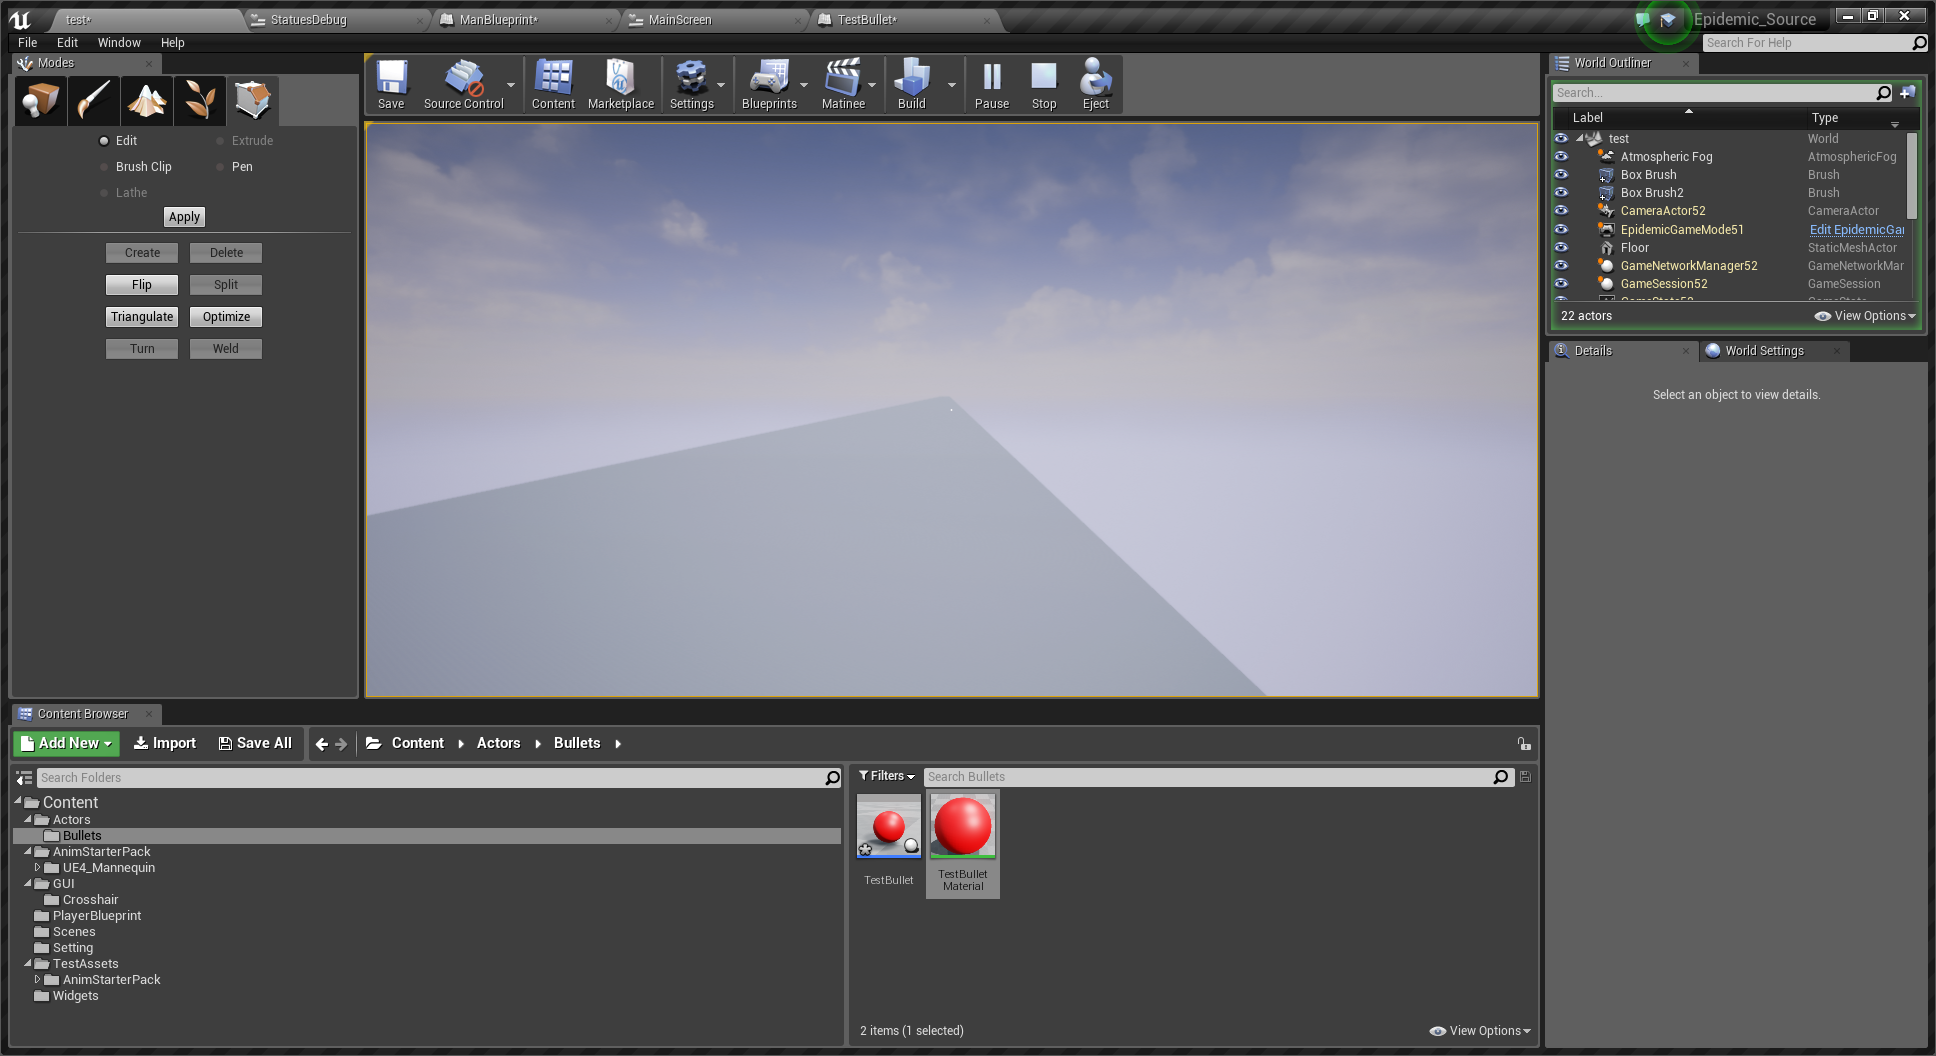 test*
StatuesDebug
ManBlueprint*
MainScreen
TestBullet*
Epidemic_Source
File Edit Window Help
Search For Help
Modes
Edit
Extrude
Brush Clip
Pen
Lathe
Apply
Create
Delete
Flip
Split
Triangulate
Optimize
Turn
Weld
Save
Source Control
Content
Marketplace
Settings
Blueprints
Matinee
Build
Pause
Stop
Eject
World Outliner
Search...
Label
Type
test World
Atmospheric Fog AtmosphericFog
Box Brush Brush
Box Brush2 Brush
CameraActor52 CameraActor
EpidemicGameMode51 Edit EpidemicGa
Floor StaticMeshActor
GameNetworkManager52 GameNetworkMar
GameSession52 GameSession
22 actors
View Options
Details
World Settings
Select an object to view details.
Content Browser
Add New
Import
Save All
Content
Actors
Bullets
Search Folders
Content
Actors
Bullets
AnimStarterPack
UE4_Mannequin
GUI
Crosshair
PlayerBlueprint
Scenes
Setting
TestAssets
AnimStarterPack
Widgets
Filters
Search Bullets
TestBullet
TestBullet
Material
2 items (1 selected)
View Options